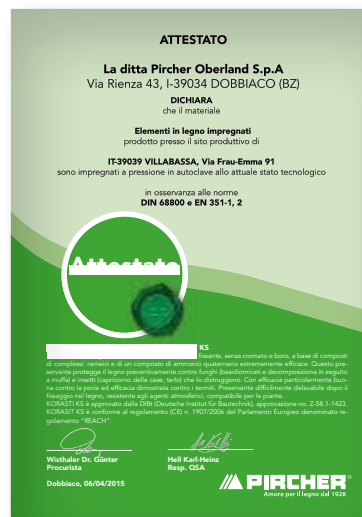 ATTESTATO
La ditta Pircher Oberland S.p.A
Via Rienza 43, I-39034 DOBBIACO (BZ)
DICHIARA
che il materiale
Elementi in legno impregnati
prodotto presso il sito produttivo di
IT-39039 VILLABASSA, Via Frau-Emma 91
sono impregnati a pressione in autoclave allo attuale stato tecnologico
in osservanza alle norme
DIN 68800 e EN 351-1, 2
Attestato
KS
fissante, senza cromato e boro, a base di composti
di complessi rameici e di un composto di ammonio quaternario estremamente efficace. Questo pre-
servante protegge il legno preventivamente contro funghi (basidiomiceti e decomposizione in seguito
a muffa) e insetti (capricorno delle case, tarlo) che lo distruggono. Con efficacia particolarmente buo-
na contro la poria ed efficacia dimostrata contro i termiti. Preservante difficilmente delavabile dopo il
fissaggio nel legno, resistente agli agenti atmosferici, compatibile per le piante.
KORASTI KS è approvato dalla DIBt (Deutsche Institut für Bautechnik), approvazione no. Z-58.1-1423.
KORASIT KS è conforme al regolamento (CE) n. 1907/2006 del Parlamento Europeo denominato re-
golamento "REACH".
Wisthaler Dr. Günter
Procurista
Hell Karl-Heinz
Resp. QSA
Dobbiaco, 06/04/2015
PIRCHER®
Amore per il legno dal 1928